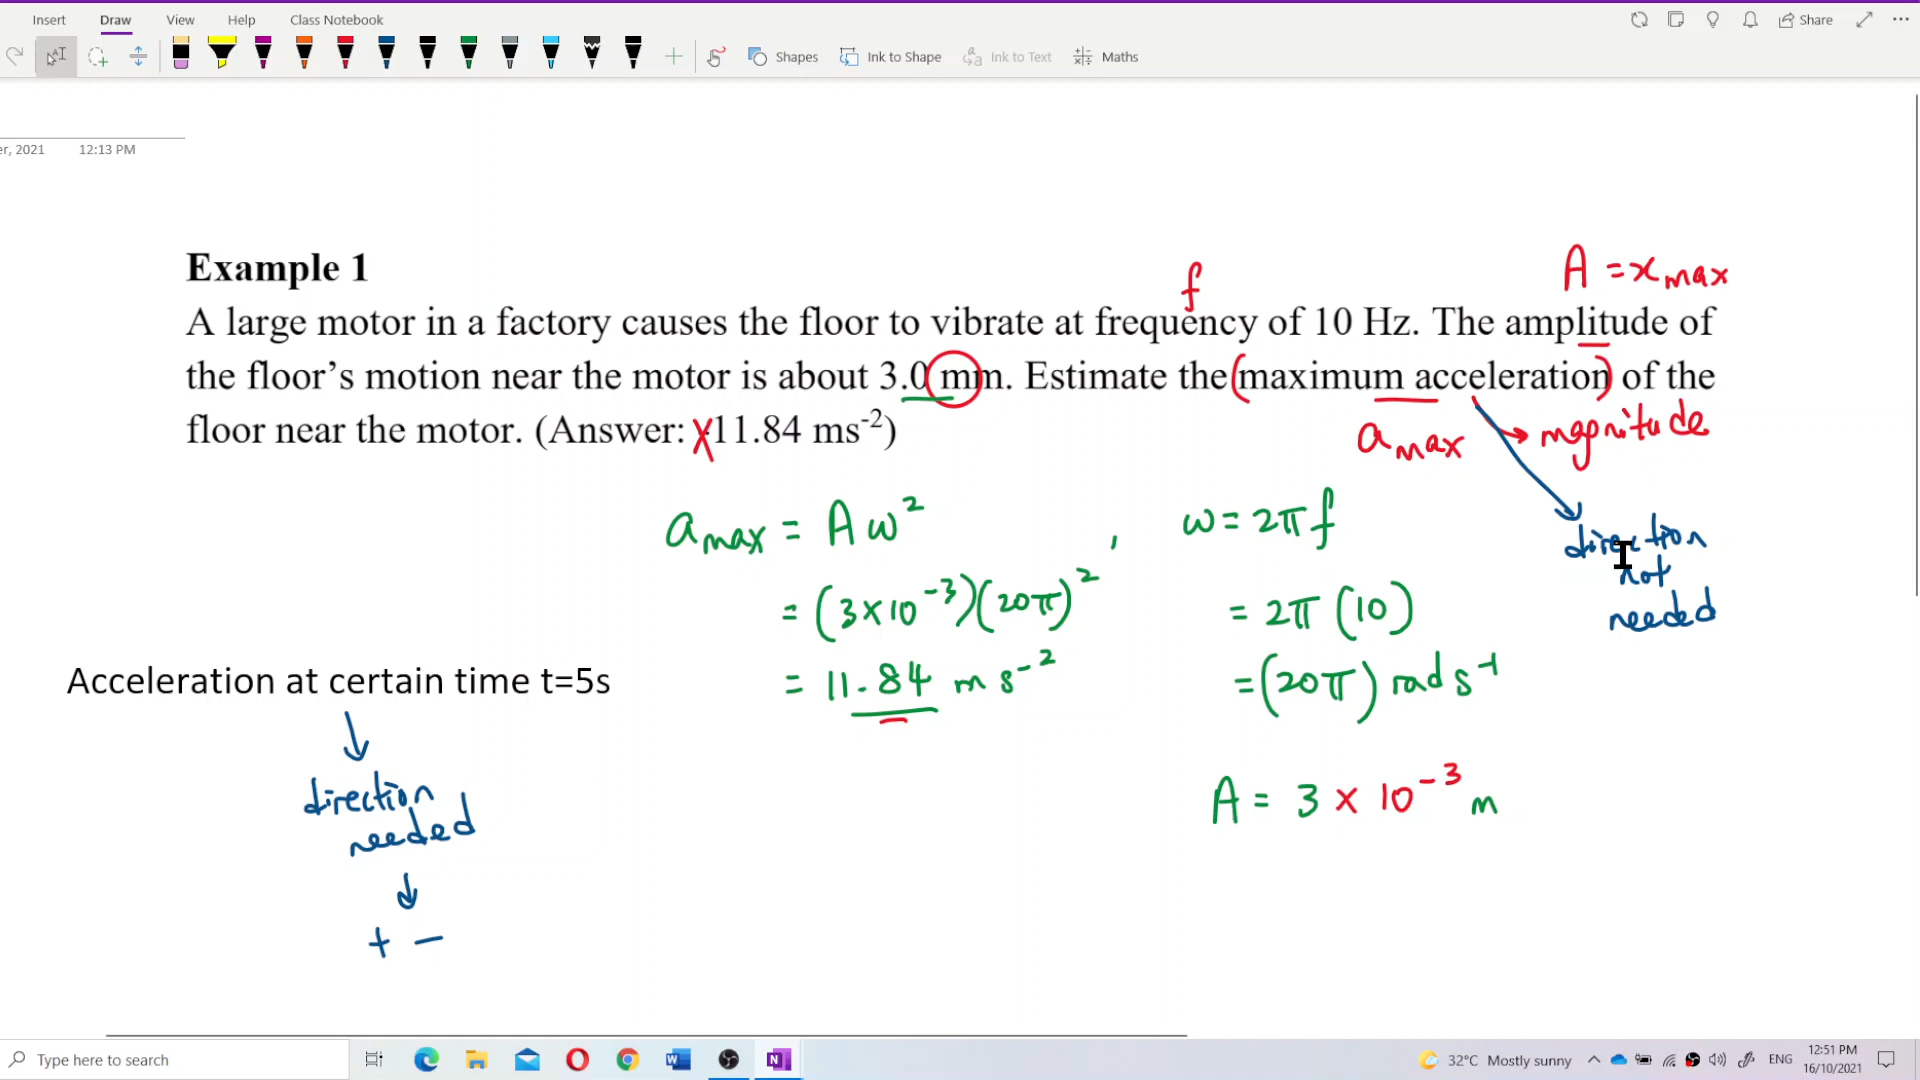 Insert Draw View Help Class Notebook
Share
Shapes Ink to Shape Ink to Text Maths
er, 2021 12:13 PM
Example 1
f
A = x max
A large motor in a factory causes the floor to vibrate at frequency of 10 Hz. The amplitude of
the floor’s motion near the motor is about 3.0 mm. Estimate the (maximum acceleration) of the
floor near the motor. (Answer: 11.84 ms-2)
a max
magnitude
a max = A ω², ω = 2πf
direction
not
needed
= (3×10⁻³)(20π)² = 2π (10)
= 11.84 m s⁻² = (20π) rad s⁻¹
Acceleration at certain time t=5s
direction
needed
+ −
A = 3 × 10⁻³ m
Type here to search
32°C Mostly sunny
ENG
12:51 PM
16/10/2021